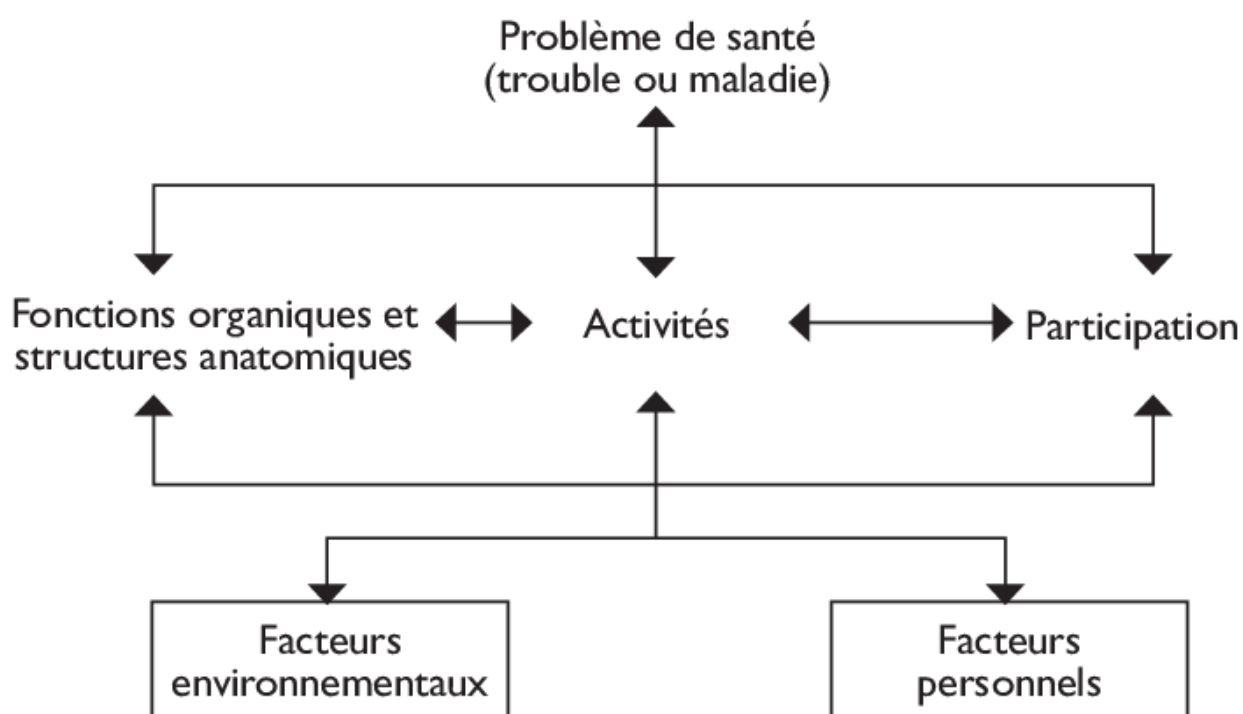 Problème de santé
(trouble ou maladie)
Fonctions organiques et
structures anatomiques
Activités
Participation
Facteurs
environnementaux
Facteurs
personnels